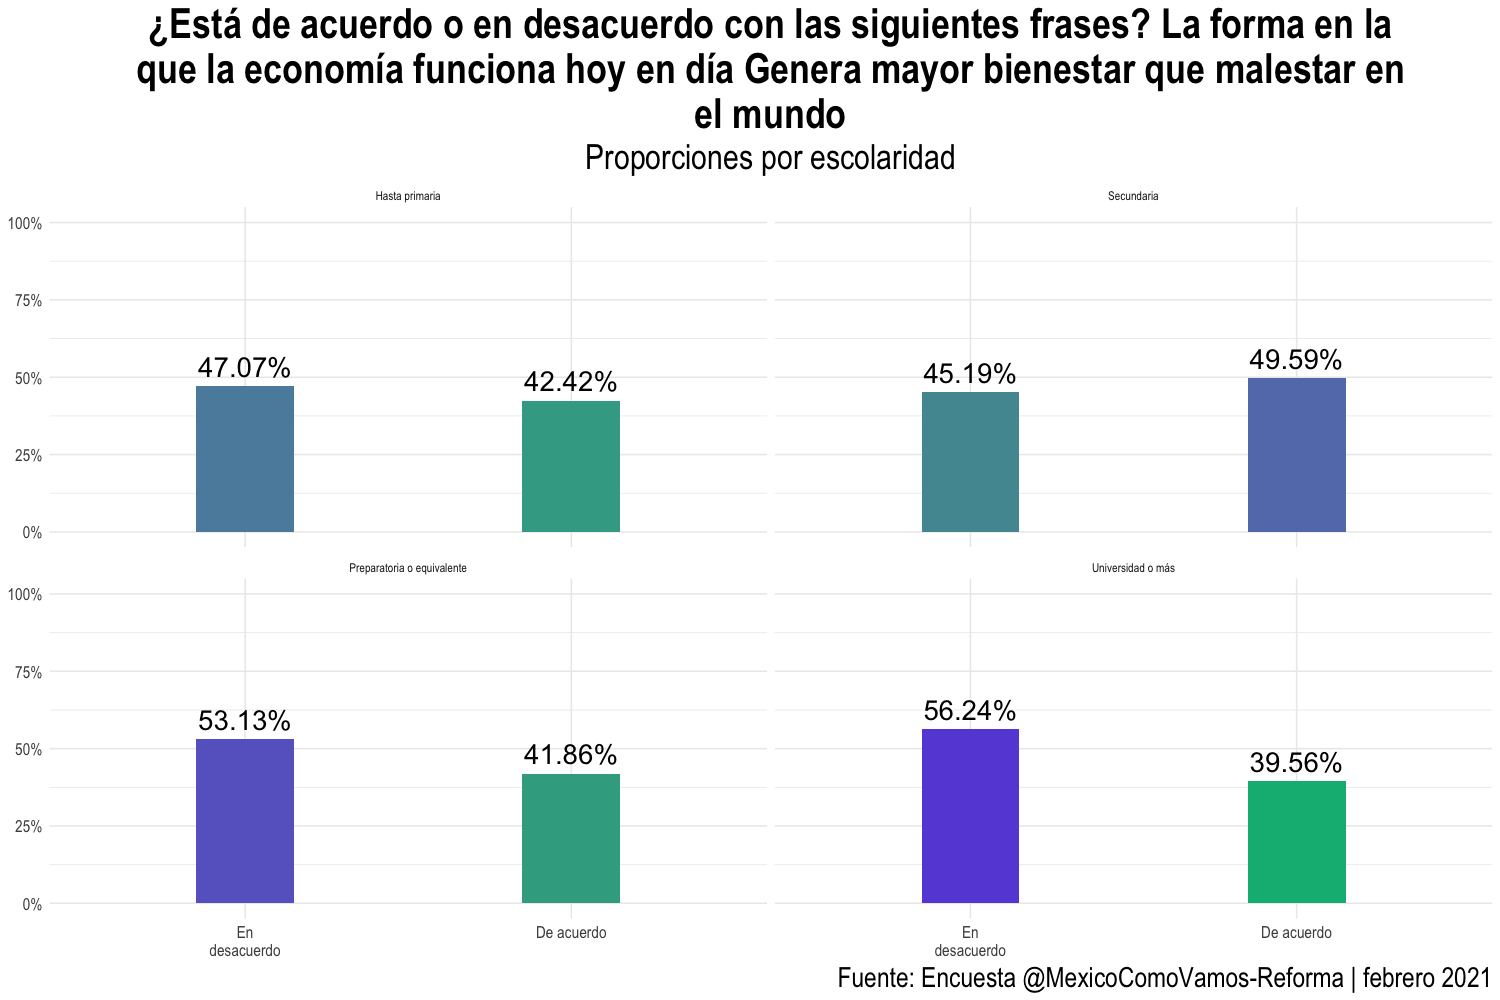 ¿Está de acuerdo o en desacuerdo con las siguientes frases? La forma en la
que la economía funciona hoy en día Genera mayor bienestar que malestar en
el mundo
Proporciones por escolaridad
Hasta primaria
Secundaria
100%
75%
50%
25%
0%
47.07%
42.42%
45.19%
49.59%
Preparatoria o equivalente
Universidad o más
100%
75%
50%
25%
0%
53.13%
41.86%
56.24%
39.56%
En
desacuerdo
De acuerdo
En
desacuerdo
De acuerdo
Fuente: Encuesta @MexicoComoVamos-Reforma | febrero 2021